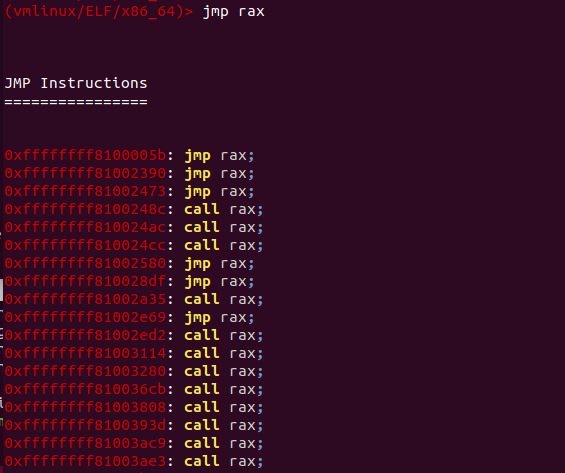 (vmlinux/ELF/x86_64)> jmp rax
JMP Instructions
================
0xffffffff8100005b: jmp rax;
0xffffffff81002390: jmp rax;
0xffffffff81002473: jmp rax;
0xffffffff8100248c: call rax;
0xffffffff810024ac: call rax;
0xffffffff810024cc: call rax;
0xffffffff81002580: jmp rax;
0xffffffff810028df: jmp rax;
0xffffffff81002a35: call rax;
0xffffffff81002e69: jmp rax;
0xffffffff81002ed2: call rax;
0xffffffff81003114: call rax;
0xffffffff81003280: call rax;
0xffffffff810036cb: call rax;
0xffffffff81003808: call rax;
0xffffffff8100393d: call rax;
0xffffffff81003ac9: call rax;
0xffffffff81003ae3: call rax;